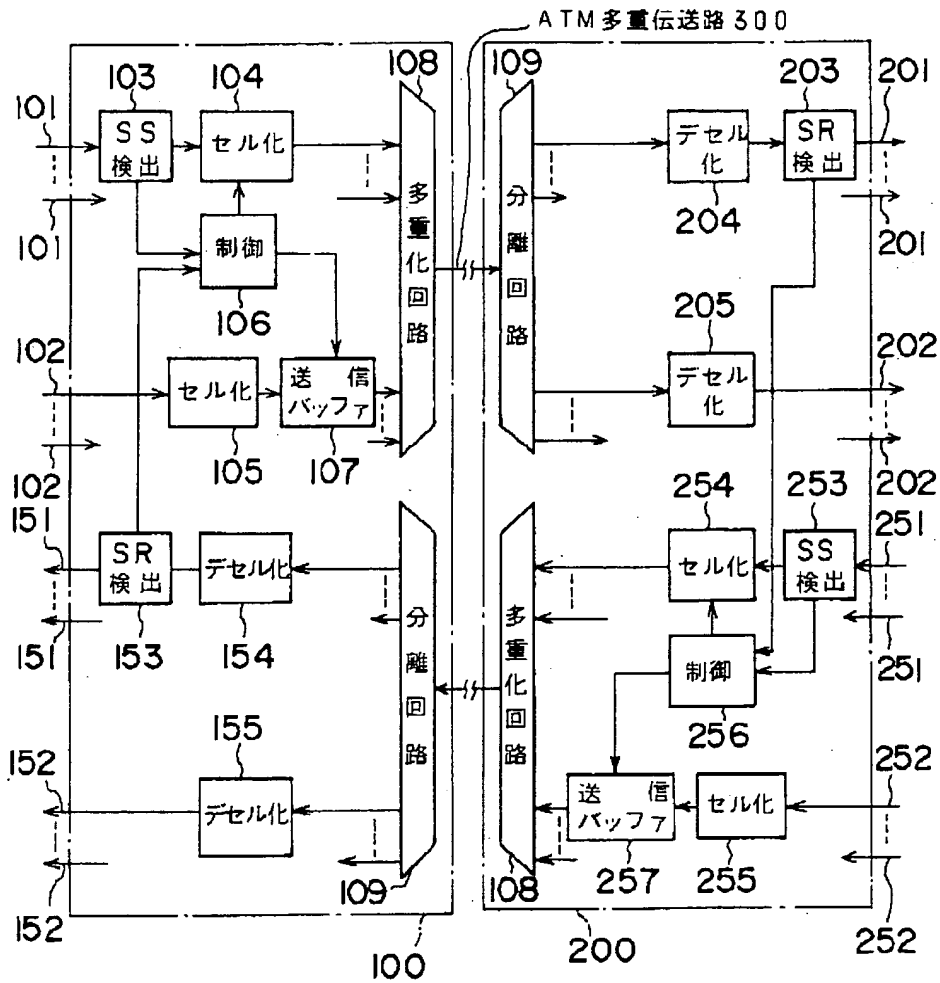 ATM多重伝送路300
103
104
108
109
203
101
SS
検出
セル化
デセル化
SR
検出
201
101
多重化回路
分離回路
204
201
制御
106
205
102
セル化
送信
バッファ
デセル化
202
102
105
107
202
151
254
253
251
SR
検出
デセル化
セル化
SS
検出
151
153
154
分離回路
多重化回路
制御
251
256
155
152
デセル化
送信
バッファ
セル化
252
152
109
108
257
255
252
100
200